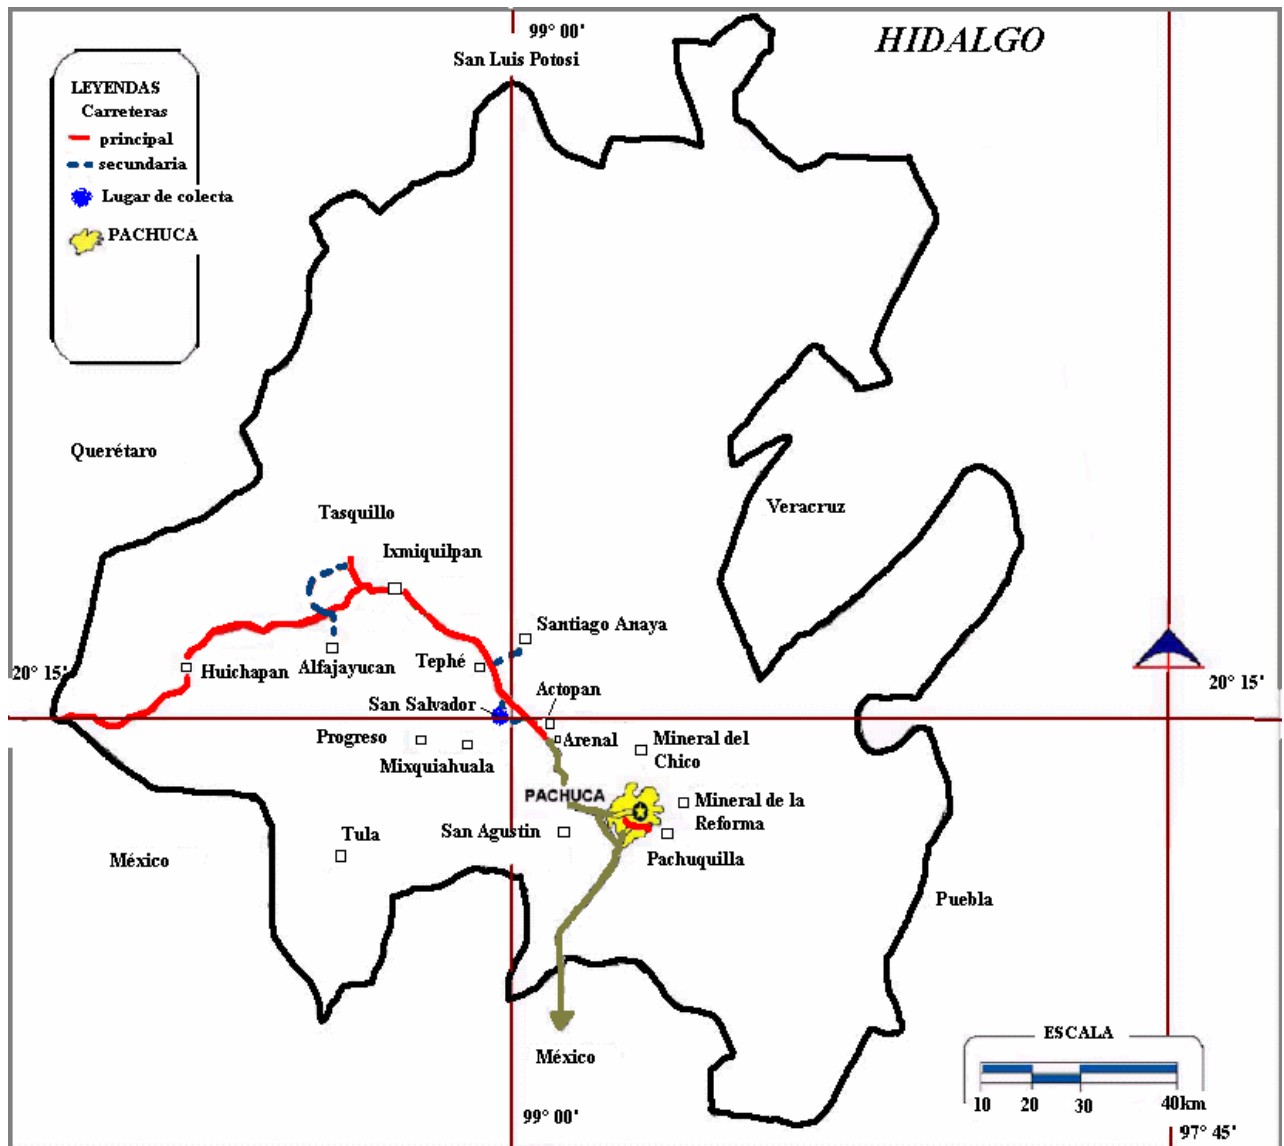 HIDALGO
99° 00'
San Luis Potosi
LEYENDAS
Carreteras
principal
secundaria
Lugar de colecta
PACHUCA
Querétaro
Veracruz
Tasquillo
Ixmiquilpan
Santiago Anaya
Tephé
Huichapan
Alfajayucan
20° 15'
20° 15'
Actopan
San Salvador
Progreso
Arenal
Mineral del
Chico
Mixquiahuala
PACHUCA
Mineral de la
Reforma
San Agustin
Tula
Pachuquilla
México
Puebla
México
ESCALA
10 20 30 40km
99° 00'
97° 45'